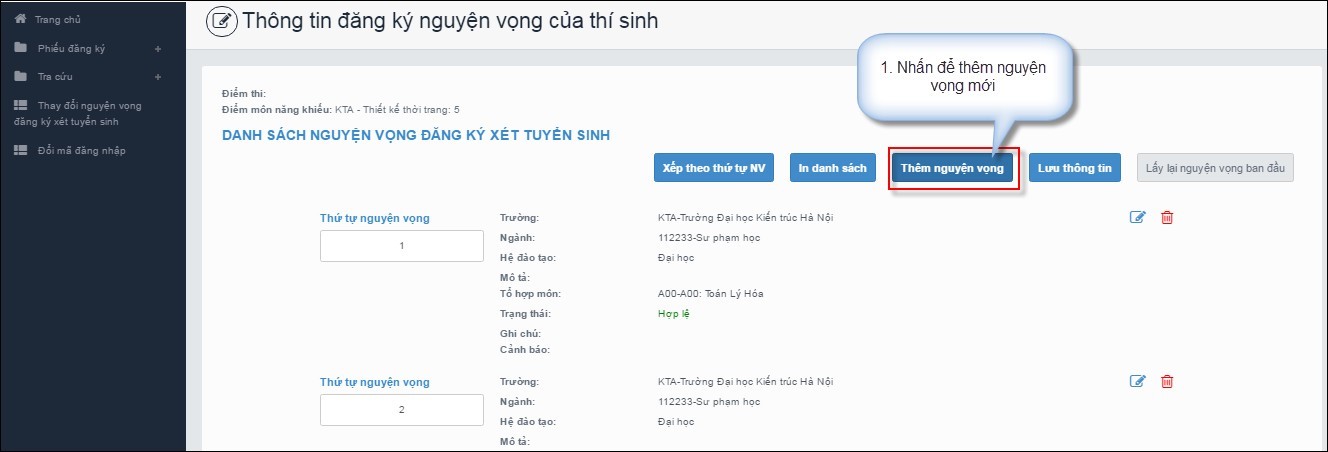 Trang chủ
Phiếu đăng ký +
Tra cứu +
Thay đổi nguyện vọng
đăng ký xét tuyển sinh
Đổi mã đăng nhập
Thông tin đăng ký nguyện vọng của thí sinh
1. Nhấn để thêm nguyện
vọng mới
Điểm thi:
Điểm môn năng khiếu: KTA - Thiết kế thời trang: 5
DANH SÁCH NGUYỆN VỌNG ĐĂNG KÝ XÉT TUYỂN SINH
Xếp theo thứ tự NV In danh sách Thêm nguyện vọng Lưu thông tin Lấy lại nguyện vọng ban đầu
Thứ tự nguyện vọng
1
Trường: KTA-Trường Đại học Kiến trúc Hà Nội
Ngành: 112233-Sư phạm học
Hệ đào tạo: Đại học
Mô tả:
Tổ hợp môn: A00-A00: Toán Lý Hóa
Trạng thái: Hợp lệ
Ghi chú:
Cảnh báo:
Thứ tự nguyện vọng
2
Trường: KTA-Trường Đại học Kiến trúc Hà Nội
Ngành: 112233-Sư phạm học
Hệ đào tạo: Đại học
Mô tả: